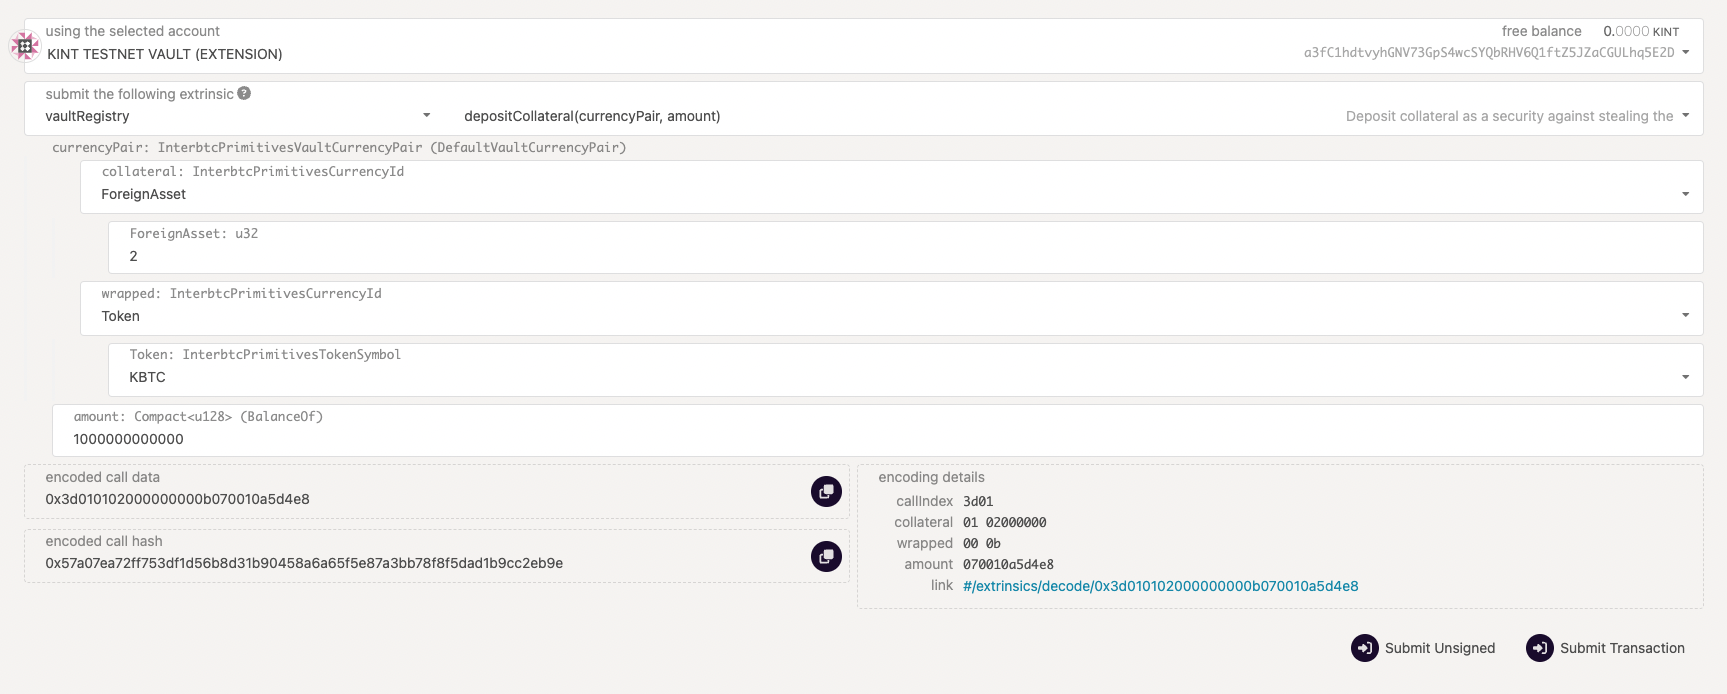 using the selected account
free balance 0.0000 KINT
KINT TESTNET VAULT (EXTENSION)
a3fC1hdtvyhGNV73GpS4wcSYQbRHV6Q1ftZ5JZaCGULhq5E2D
submit the following extrinsic ?
vaultRegistry
depositCollateral(currencyPair, amount)
Deposit collateral as a security against stealing the
currencyPair: InterbtcPrimitivesVaultCurrencyPair (DefaultVaultCurrencyPair)
collateral: InterbtcPrimitivesCurrencyId
ForeignAsset
ForeignAsset: u32
2
wrapped: InterbtcPrimitivesCurrencyId
Token
Token: InterbtcPrimitivesTokenSymbol
KBTC
amount: Compact<u128> (BalanceOf)
1000000000000
encoded call data
0x3d010102000000000b070010a5d4e8
encoded call hash
0x57a07ea72ff753df1d56b8d31b90458a6a65f5e87a3bb78f8f5dad1b9cc2eb9e
encoding details
callIndex 3d01
collateral 01 02000000
wrapped 00 0b
amount 070010a5d4e8
link #/extrinsics/decode/0x3d010102000000000b070010a5d4e8
Submit Unsigned
Submit Transaction